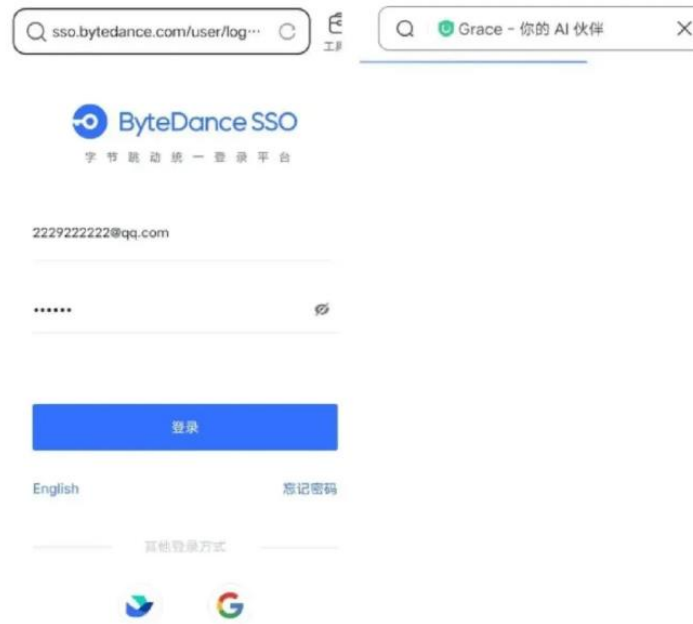 sso.bytedance.com/user/log…
Grace - 你的 AI 伙伴
ByteDance SSO
字节跳动统一登录平台
2229222222@qq.com
••••••
登录
English
忘记密码
其他登录方式